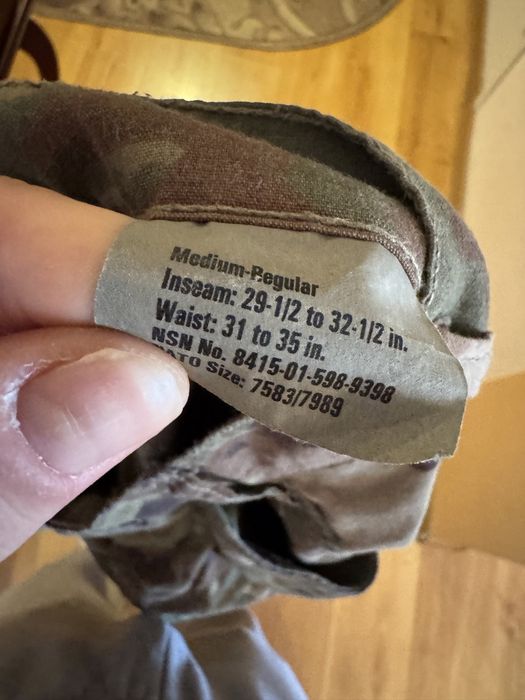 Medium-Regular
Inseam: 29-1/2 to 32-1/2 in.
Waist: 31 to 35 in.
NSN No. 8415-01-598-9398
Size: 7583/7989